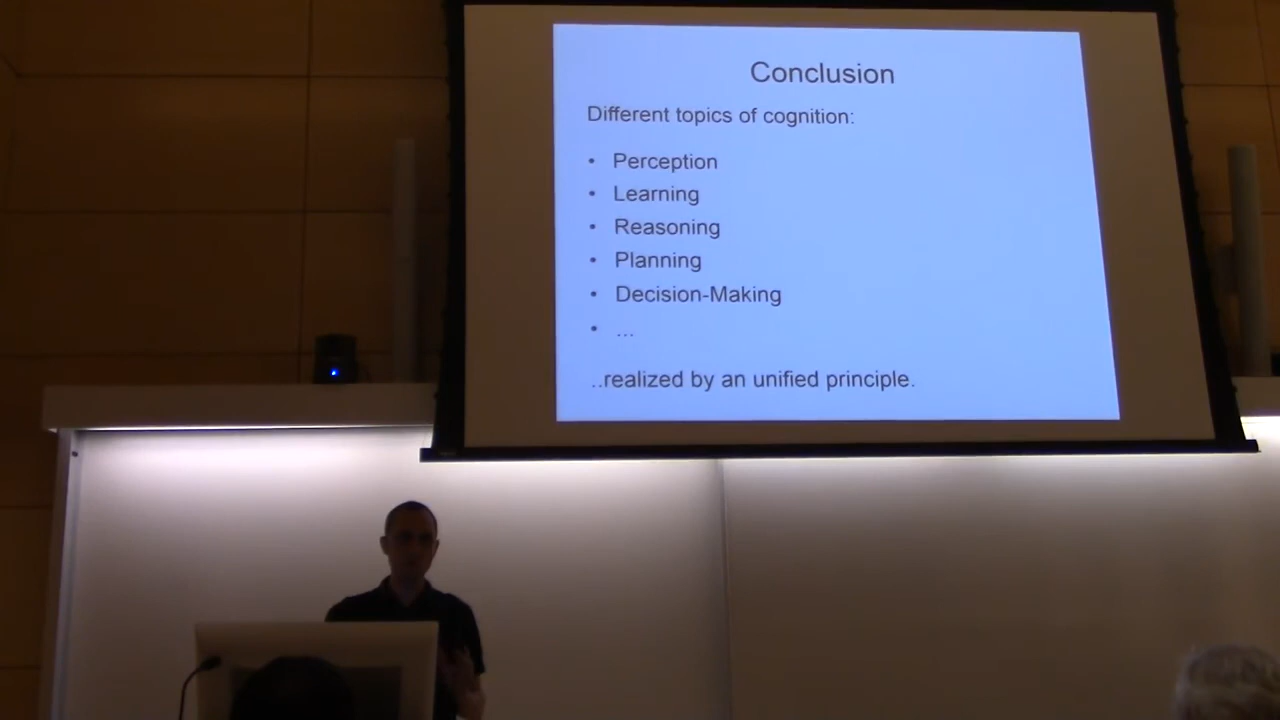 Conclusion
Different topics of cognition:
• Perception
• Learning
• Reasoning
• Planning
• Decision-Making
• ...
..realized by an unified principle.